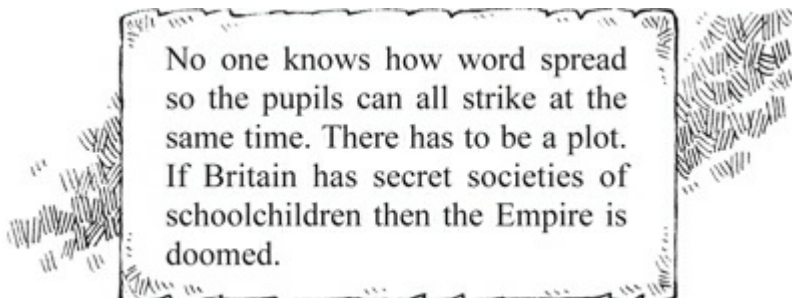 No one knows how word spread
so the pupils can all strike at the
same time. There has to be a plot.
If Britain has secret societies of
schoolchildren then the Empire is
doomed.